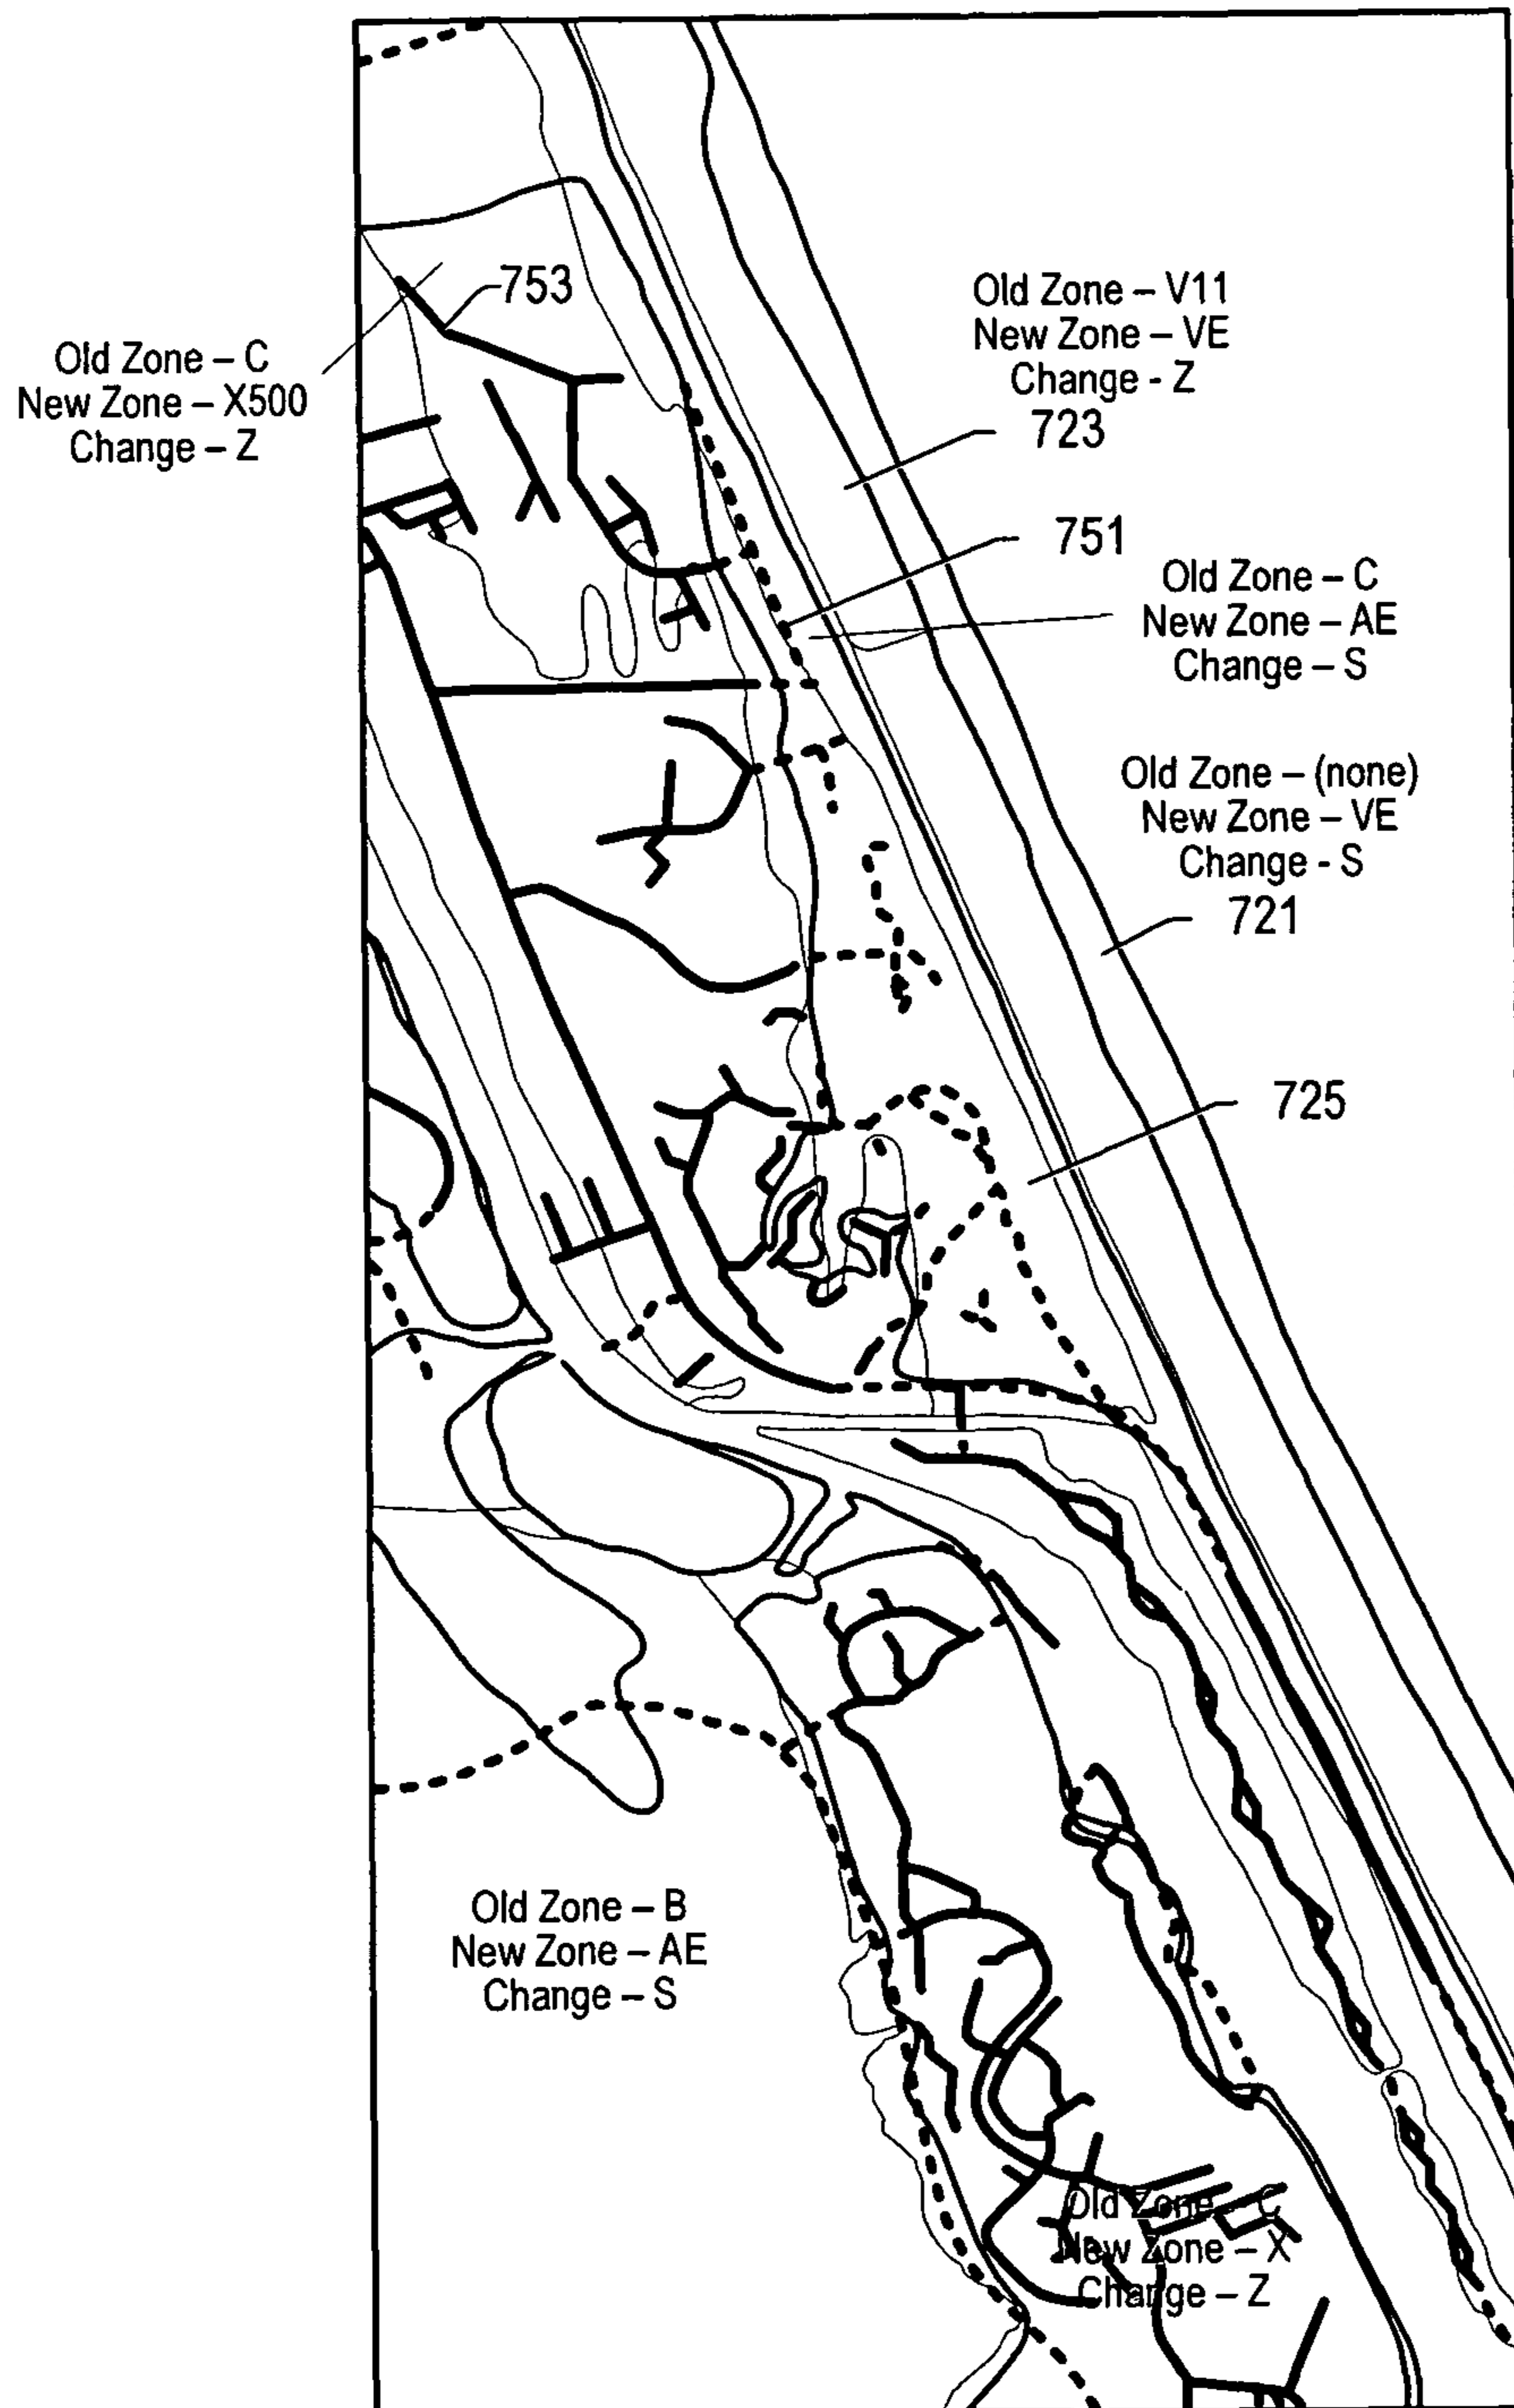 753
Old Zone – V11
New Zone – VE
Change - Z
723
Old Zone – C
New Zone – X500
Change – Z
751
Old Zone – C
New Zone – AE
Change – S
Old Zone – (none)
New Zone – VE
Change - S
721
725
Old Zone – B
New Zone – AE
Change – S
Old Zone – C
New Zone – X
Change – Z